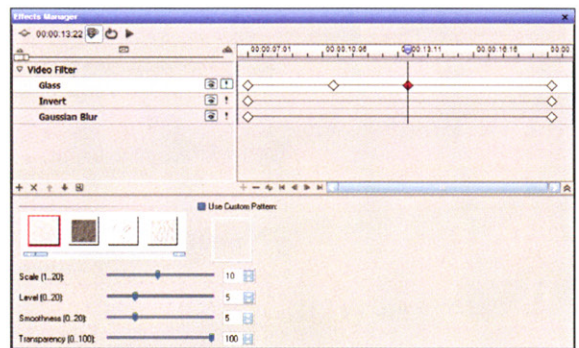 Effects Manager
00:00:13:22
00:00:07:01 00:00:10:06 00:00:13:11 00:00:16:16 00:00
Video Filter
Glass
Invert
Gaussian Blur
Use Custom Pattern:
Scale (1..20): 10
Level (0..20): 5
Smoothness (0..20): 5
Transparency (0..100): 100